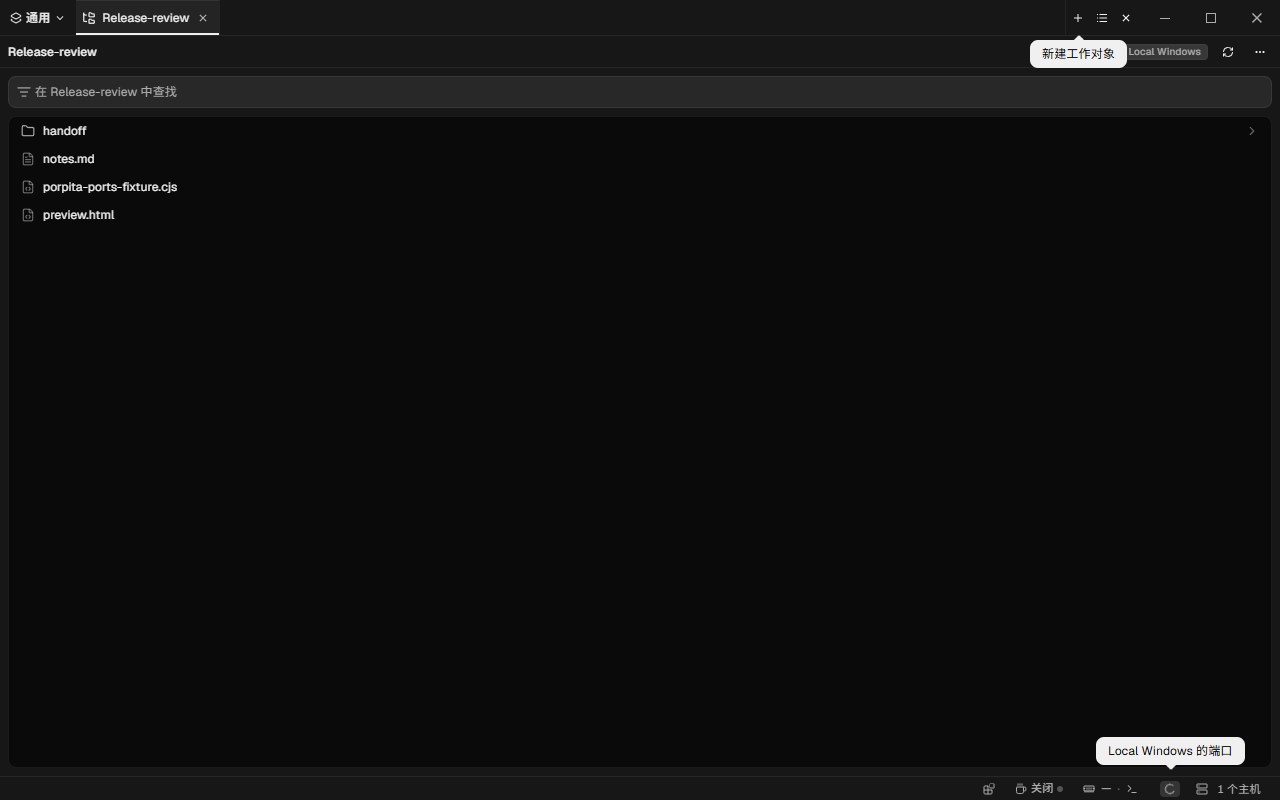 通用
Release-review
Release-review
新建工作对象
Local Windows
在 Release-review 中查找
handoff
notes.md
porpita-ports-fixture.cjs
preview.html
Local Windows 的端口
关闭
1 个主机